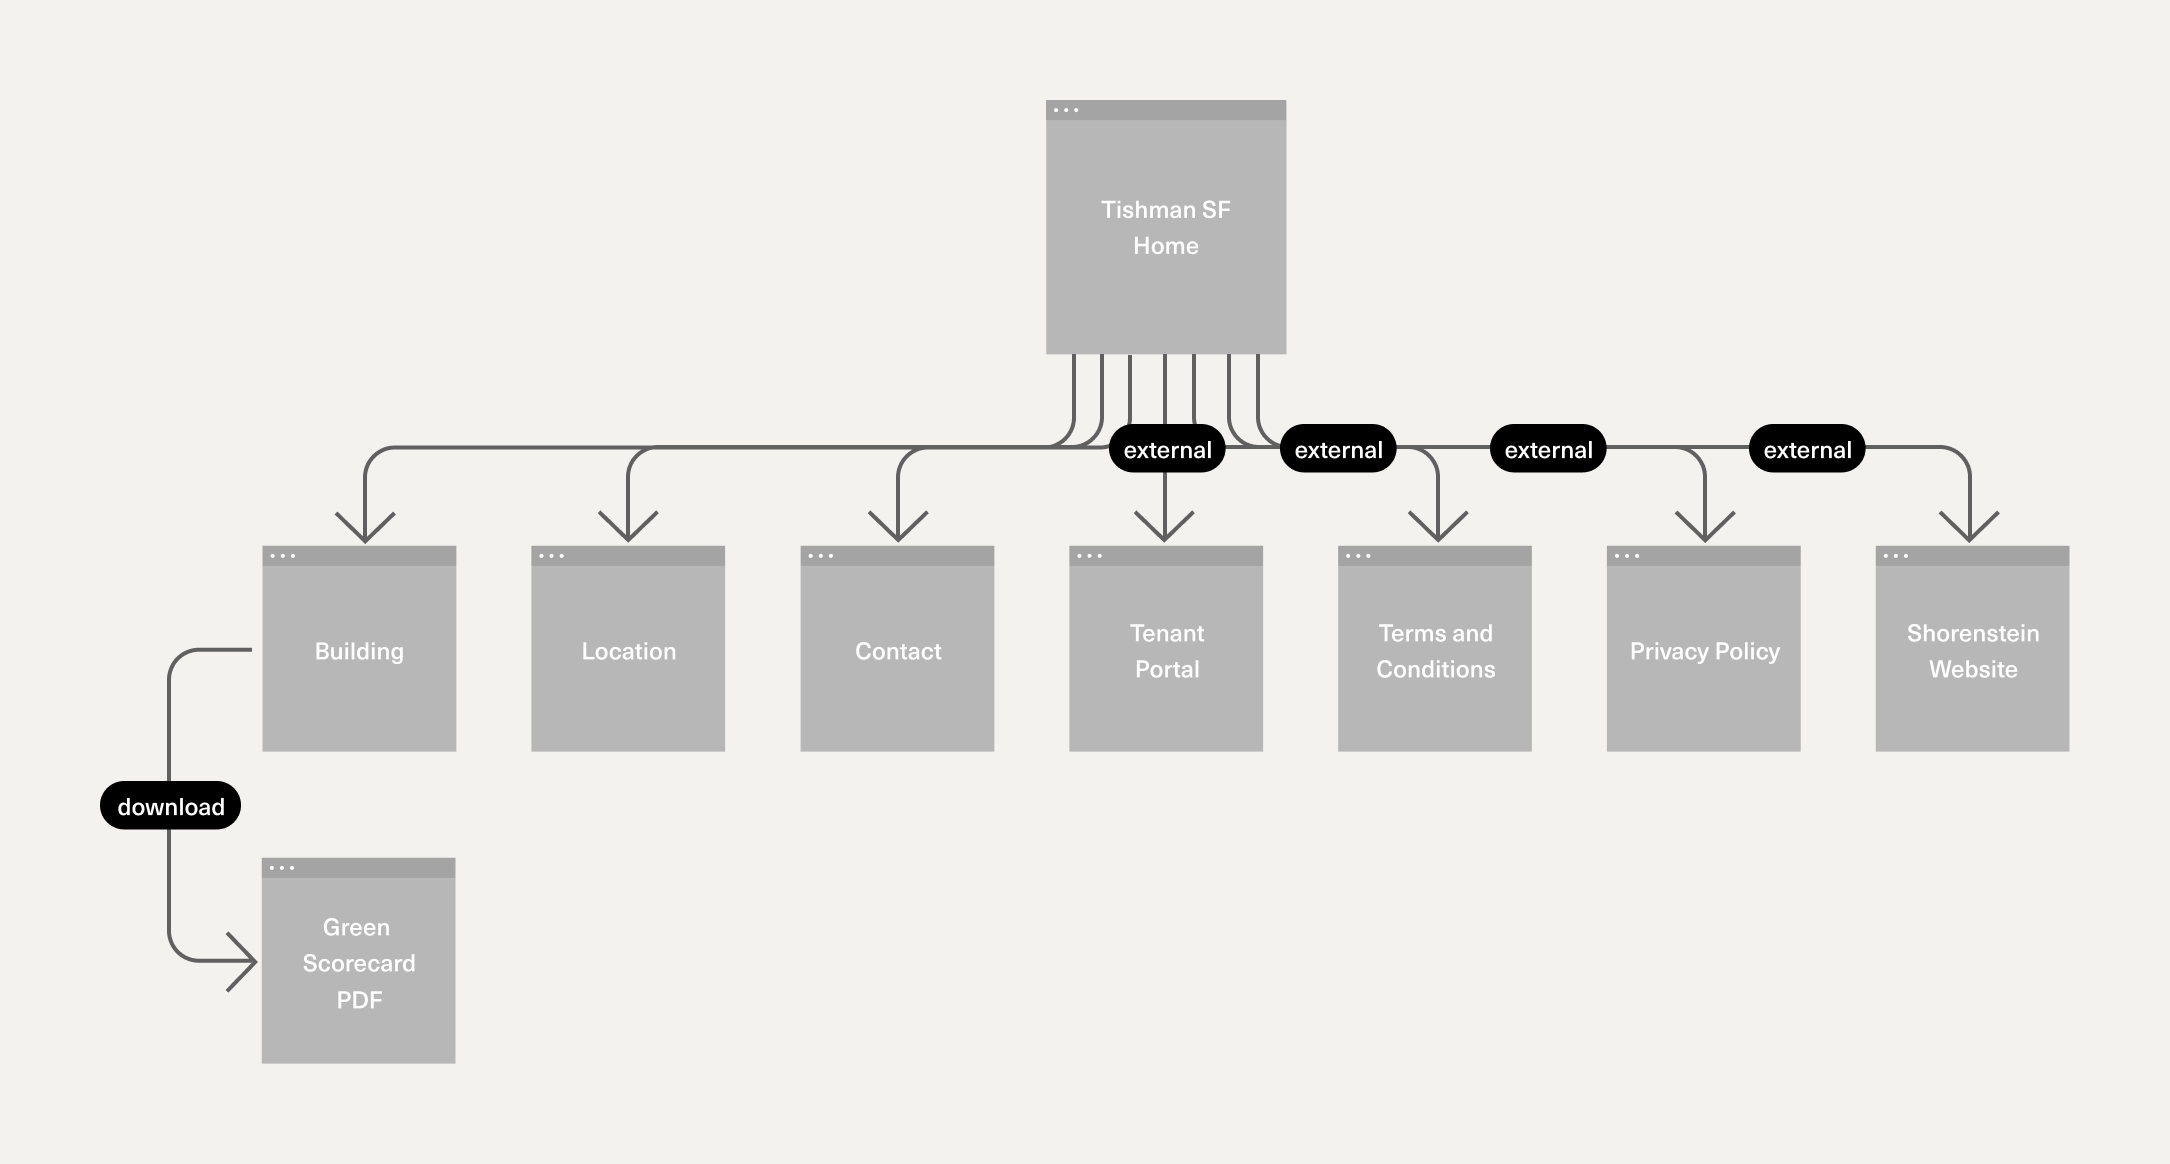 Tishman SF
Home
external
external
external
external
Building
Location
Contact
Tenant
Portal
Terms and
Conditions
Privacy Policy
Shorenstein
Website
download
Green
Scorecard
PDF